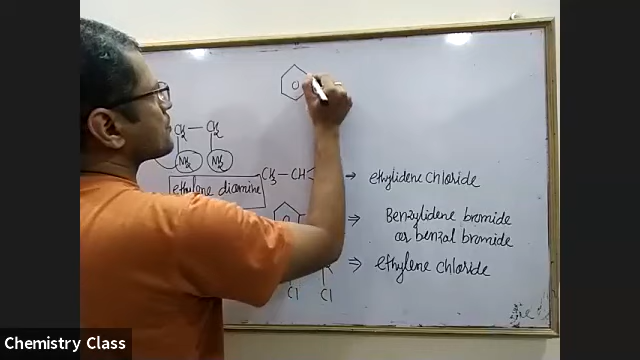 CH₂ — CH₂
NH₂ NH₂
ethylene diamine
CH₃ — CH
→ ethylidene chloride
→ Benzylidene bromide
or benzal bromide
→ ethylene chloride
Cl Cl
Chemistry Class